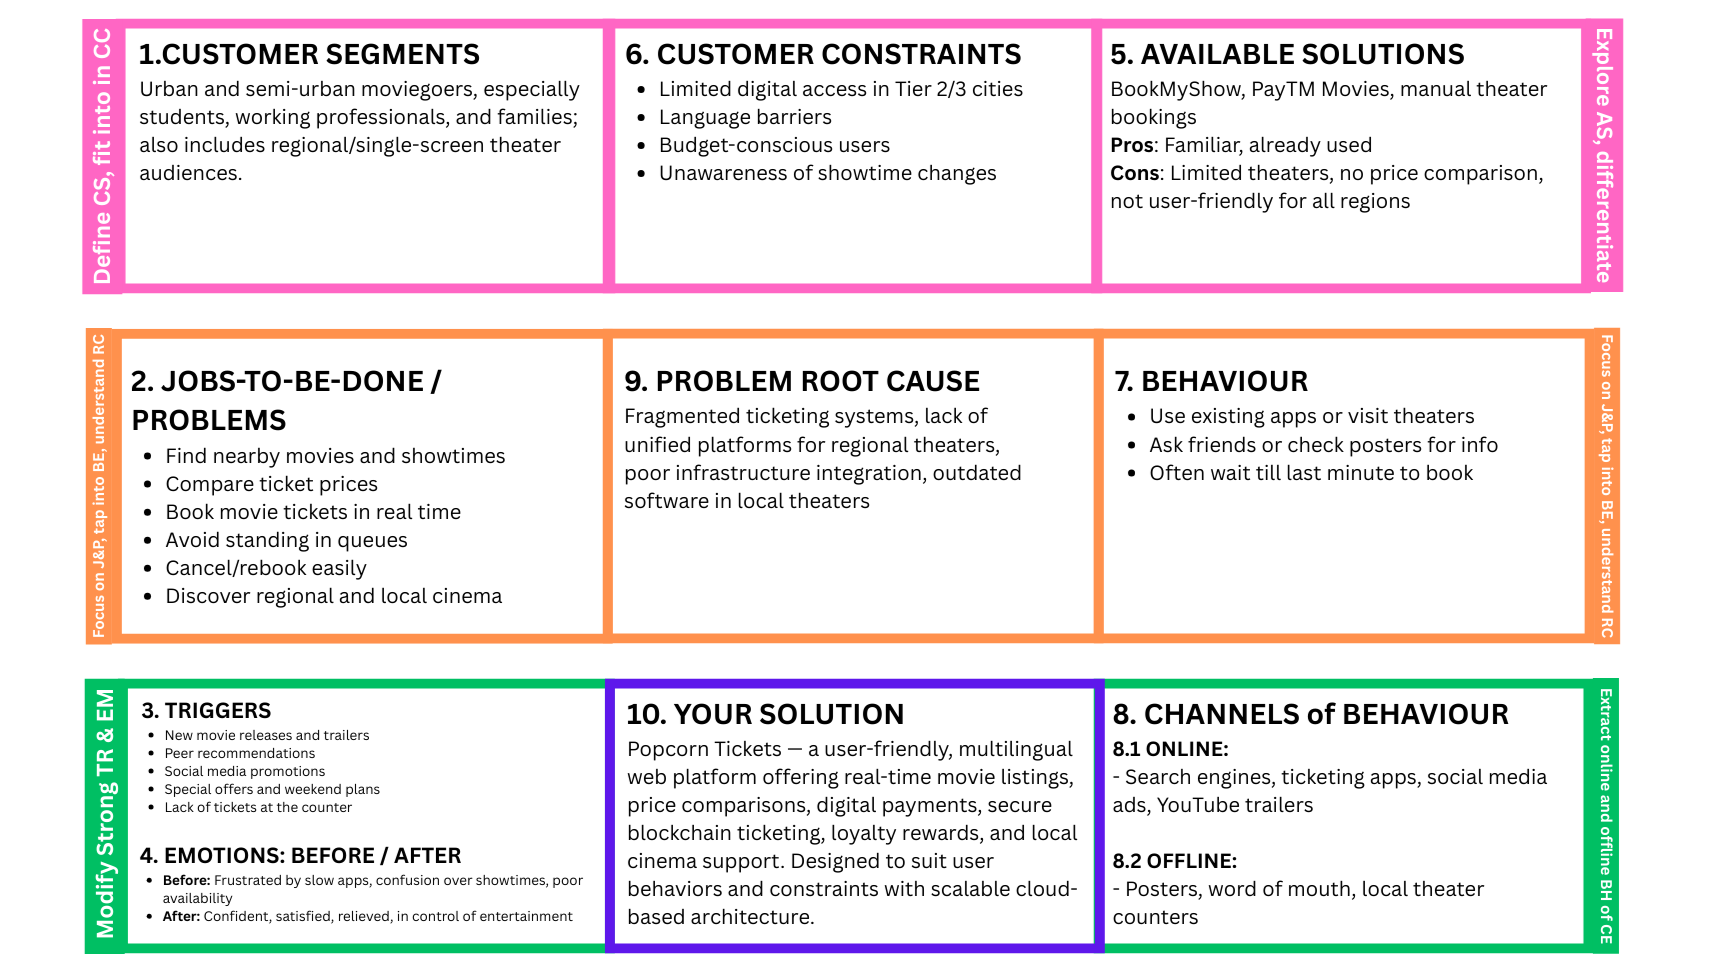 Define CS, fit into in CC
1.CUSTOMER SEGMENTS
Urban and semi-urban moviegoers, especially
students, working professionals, and families;
also includes regional/single-screen theater
audiences.
6. CUSTOMER CONSTRAINTS
• Limited digital access in Tier 2/3 cities
• Language barriers
• Budget-conscious users
• Unawareness of showtime changes
5. AVAILABLE SOLUTIONS
BookMyShow, PayTM Movies, manual theater
bookings
Pros: Familiar, already used
Cons: Limited theaters, no price comparison,
not user-friendly for all regions
Explore AS, differentiate
Focus on J&P, tap into BE, understand RC
2. JOBS-TO-BE-DONE /
PROBLEMS
• Find nearby movies and showtimes
• Compare ticket prices
• Book movie tickets in real time
• Avoid standing in queues
• Cancel/rebook easily
• Discover regional and local cinema
9. PROBLEM ROOT CAUSE
Fragmented ticketing systems, lack of
unified platforms for regional theaters,
poor infrastructure integration, outdated
software in local theaters
7. BEHAVIOUR
• Use existing apps or visit theaters
• Ask friends or check posters for info
• Often wait till last minute to book
Focus on J&P, tap into BE, understand RC
Modify Strong TR & EM
3. TRIGGERS
• New movie releases and trailers
• Peer recommendations
• Social media promotions
• Special offers and weekend plans
• Lack of tickets at the counter
4. EMOTIONS: BEFORE / AFTER
• Before: Frustrated by slow apps, confusion over showtimes, poor
availability
• After: Confident, satisfied, relieved, in control of entertainment
10. YOUR SOLUTION
Popcorn Tickets — a user-friendly, multilingual
web platform offering real-time movie listings,
price comparisons, digital payments, secure
blockchain ticketing, loyalty rewards, and local
cinema support. Designed to suit user
behaviors and constraints with scalable cloud-
based architecture.
8. CHANNELS of BEHAVIOUR
8.1 ONLINE:
- Search engines, ticketing apps, social media
ads, YouTube trailers
8.2 OFFLINE:
- Posters, word of mouth, local theater
counters
Extract online and offline BH of CE